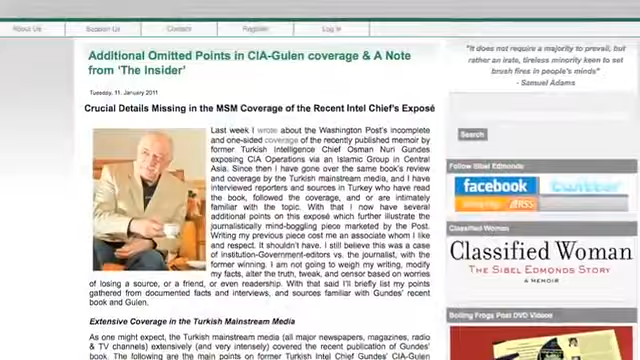 About Us Support Us Contact Register Log In
Additional Omitted Points in CIA-Gulen coverage & A Note
from 'The Insider'
Tuesday, 11. January 2011
Crucial Details Missing in the MSM Coverage of the Recent Intel Chief's Exposé
Last week I wrote about the Washington Post's incomplete
and one-sided coverage of the recently published memoir by
former Turkish Intelligence Chief Osman Nuri Gundes
exposing CIA Operations via an Islamic Group in Central
Asia. Since then I have gone over the same book's review
and coverage by the Turkish mainstream media, and I have
interviewed reporters and sources in Turkey who have read
the book, followed the coverage, and or are intimately
familiar with the topic. With that I now have several
additional points on this exposé which further illustrate the
journalistically mind-boggling piece marketed by the Post.
Writing my previous piece cost me an associate whom I like
and respect. It shouldn't have. I still believe this was a case
of institution-Government-editors vs. the journalist, with the
former winning. I am not going to weigh my writing, modify
my facts, alter the truth, tweak, and censor based on worries
of losing a source, or a friend, or even readership. With that said I'll briefly list my points
gathered from documented facts and interviews, and sources familiar with Gundes' recent
book and Gulen.
Extensive Coverage in the Turkish Mainstream Media
As one might expect, the Turkish mainstream media (all major newspapers, magazines, radio
& TV channels) extensively (and very intensely) covered the recent publication of Gundes'
book. The following are the main points on former Turkish Intel Chief Gundes' CIA-Gulen
"It does not require a majority to prevail, but
rather an irate, tireless minority keen to set
brush fires in people's minds"
- Samuel Adams
Search
Follow Sibel Edmonds
facebook twitter
RSS
Classified Woman
CLASSIFIED WOMAN
THE SIBEL EDMONDS STORY
A MEMOIR
Boiling Frogs Post DVD Videos